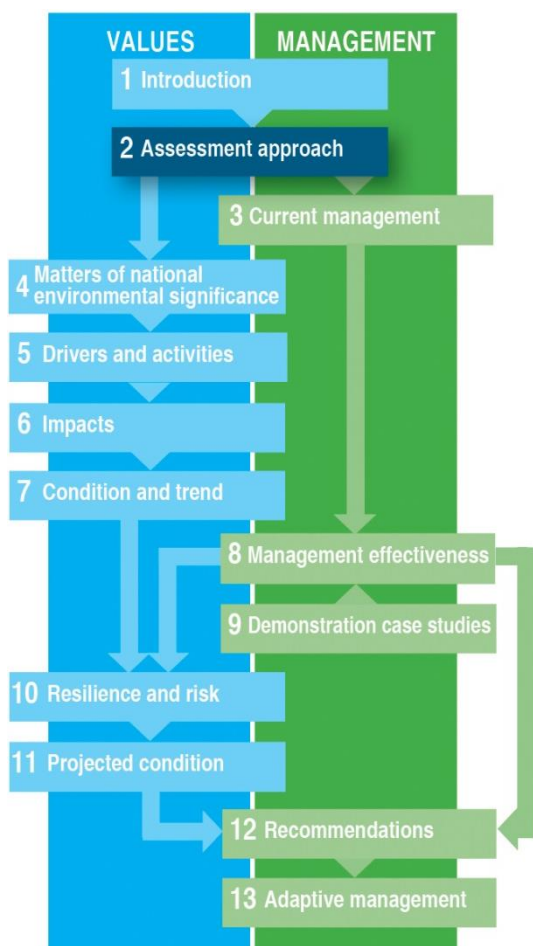 VALUES MANAGEMENT
1 Introduction
2 Assessment approach
3 Current management
4 Matters of national
environmental significance
5 Drivers and activities
6 Impacts
7 Condition and trend
8 Management effectiveness
9 Demonstration case studies
10 Resilience and risk
11 Projected condition
12 Recommendations
13 Adaptive management